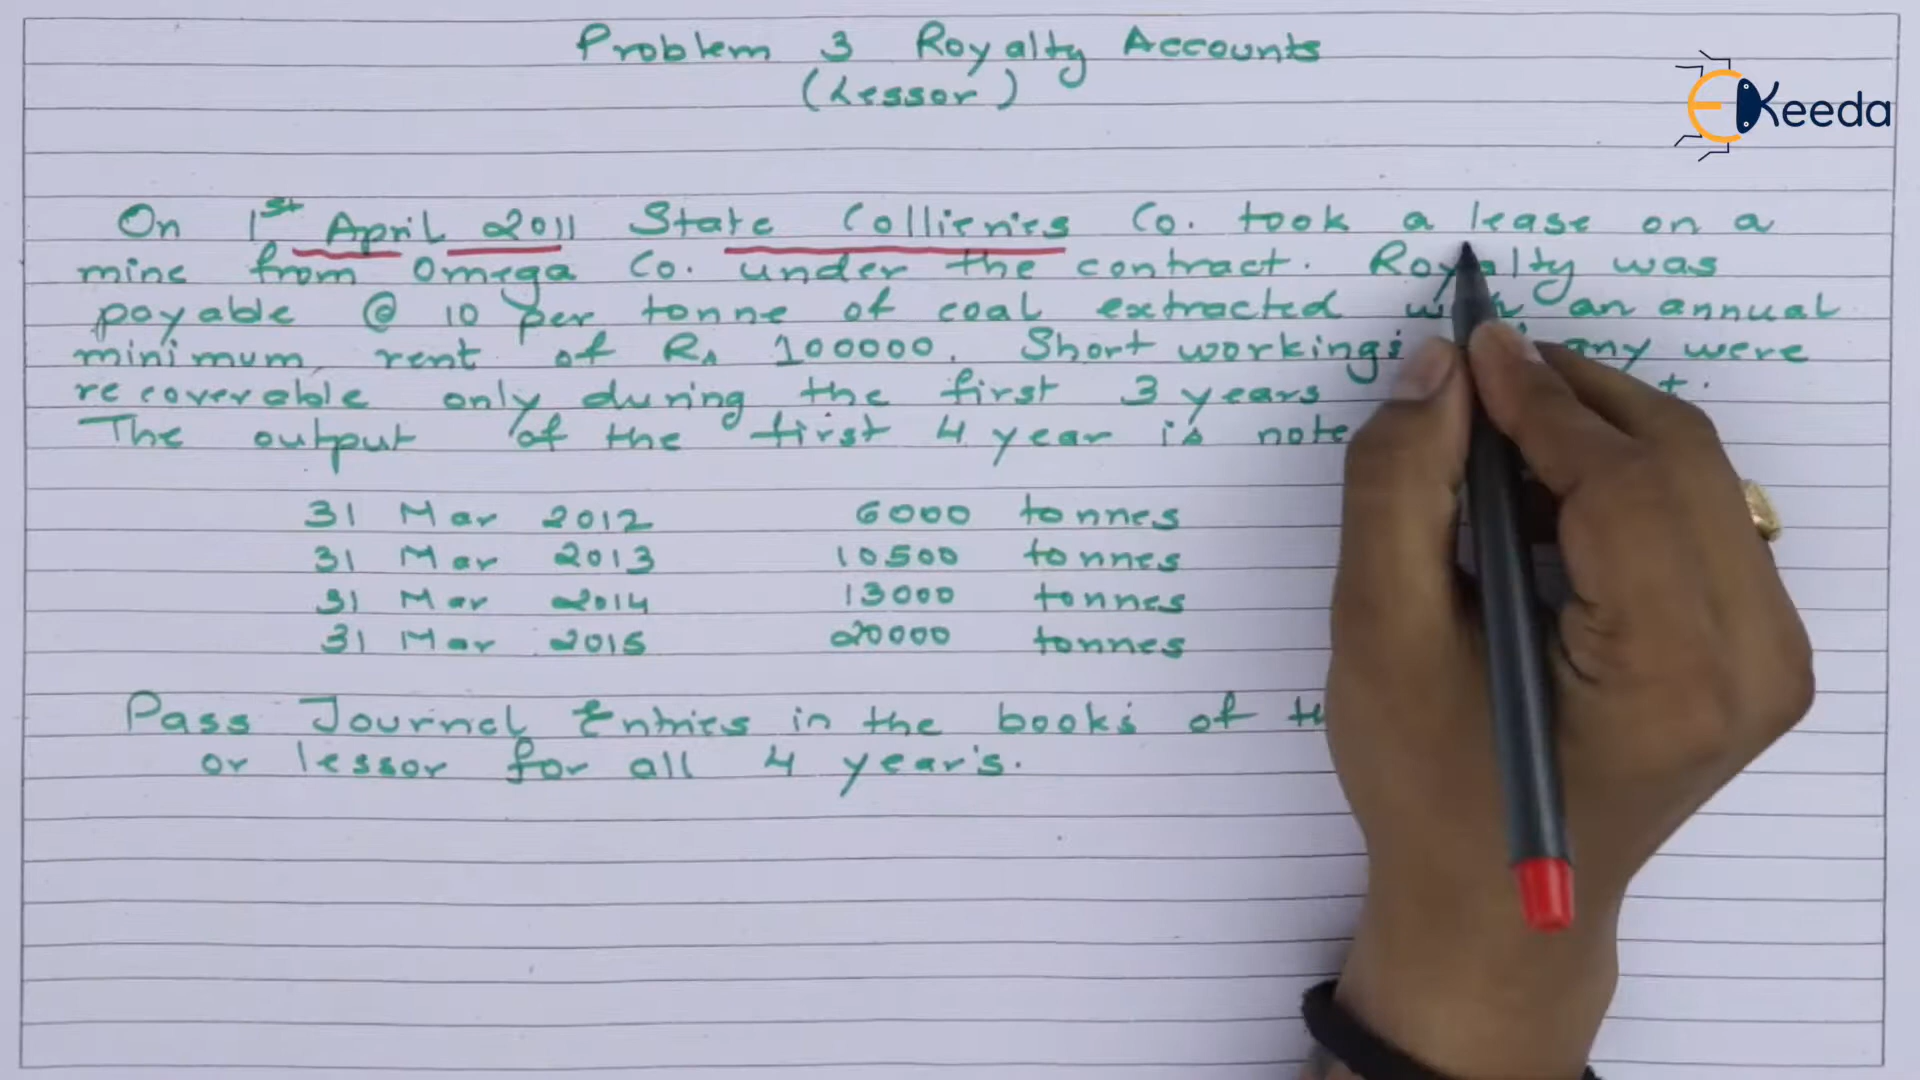 Problem 3 Royalty Accounts
(Lessor)
Keeda
On 1st April 2011 State Collieries Co. took a lease on a
mine from Omega Co. under the contract. Royalty was
payable @ 10 per tonne of coal extracted an annual
minimum rent of Rs 100000. Short workings any were
recoverable only during the first 3 years
The output of the first 4 year is note
31 Mar 2012 6000 tonnes
31 Mar 2013 10500 tonnes
31 Mar 2014 13000 tonnes
31 Mar 2015 20000 tonnes
Pass Journal Entries in the books of
or lessor for all 4 year's.